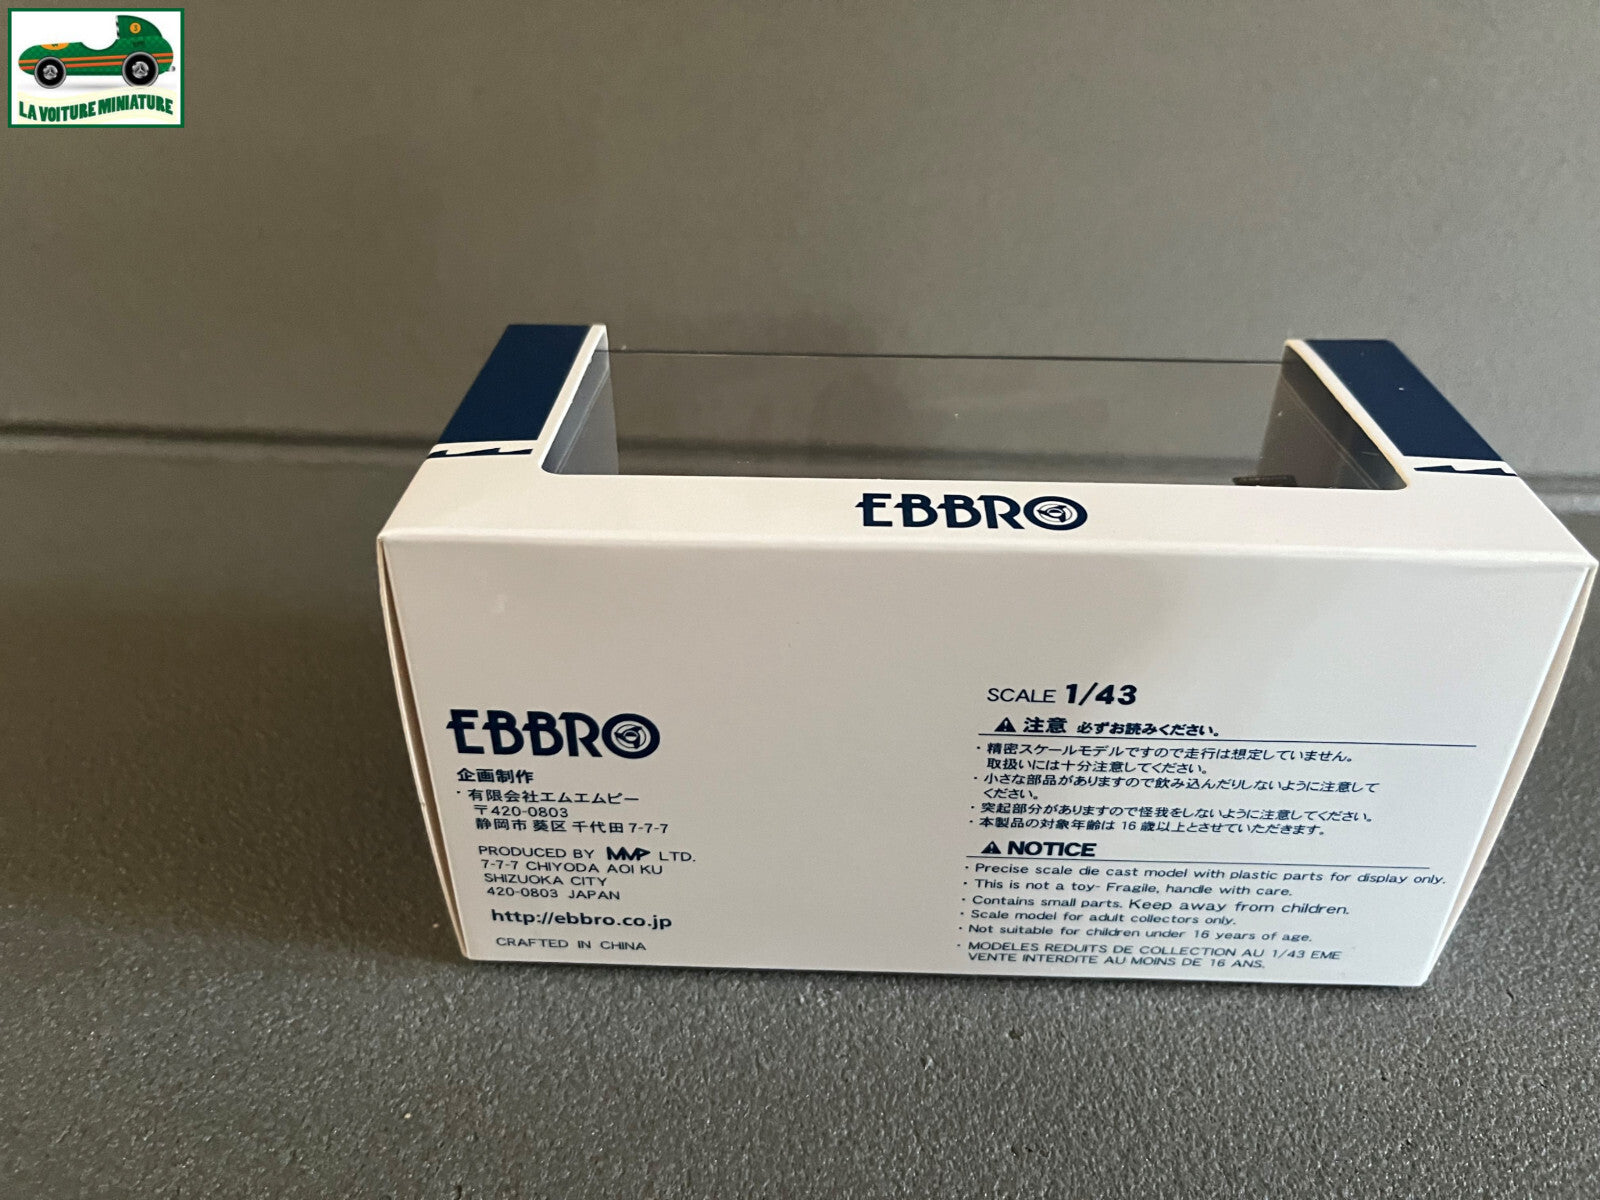 LA VOITURE MINIATURE
EBBRO
EBBRO
企画制作
・有限会社エムエムピー
〒420-0803
静岡市 葵区 千代田 7-7-7
PRODUCED BY MMP LTD.
7-7-7 CHIYODA AOI KU
SHIZUOKA CITY
420-0803 JAPAN
http://ebbro.co.jp
CRAFTED IN CHINA
SCALE 1/43
⚠ 注意 必ずお読みください。
・精密スケールモデルですので走行は想定していません。
取扱いには十分注意してください。
・小さな部品がありますので飲み込んだりしないように注意して
ください。
・突起部分がありますので怪我をしないように注意してください。
・本製品の対象年齢は 16 歳以上とさせていただきます。
⚠ NOTICE
・Precise scale die cast model with plastic parts for display only.
・This is not a toy- Fragile, handle with care.
・Contains small parts. Keep away from children.
・Scale model for adult collectors only.
・Not suitable for children under 16 years of age.
・MODELES REDUITS DE COLLECTION AU 1/43 EME
VENTE INTERDITE AU MOINS DE 16 ANS.